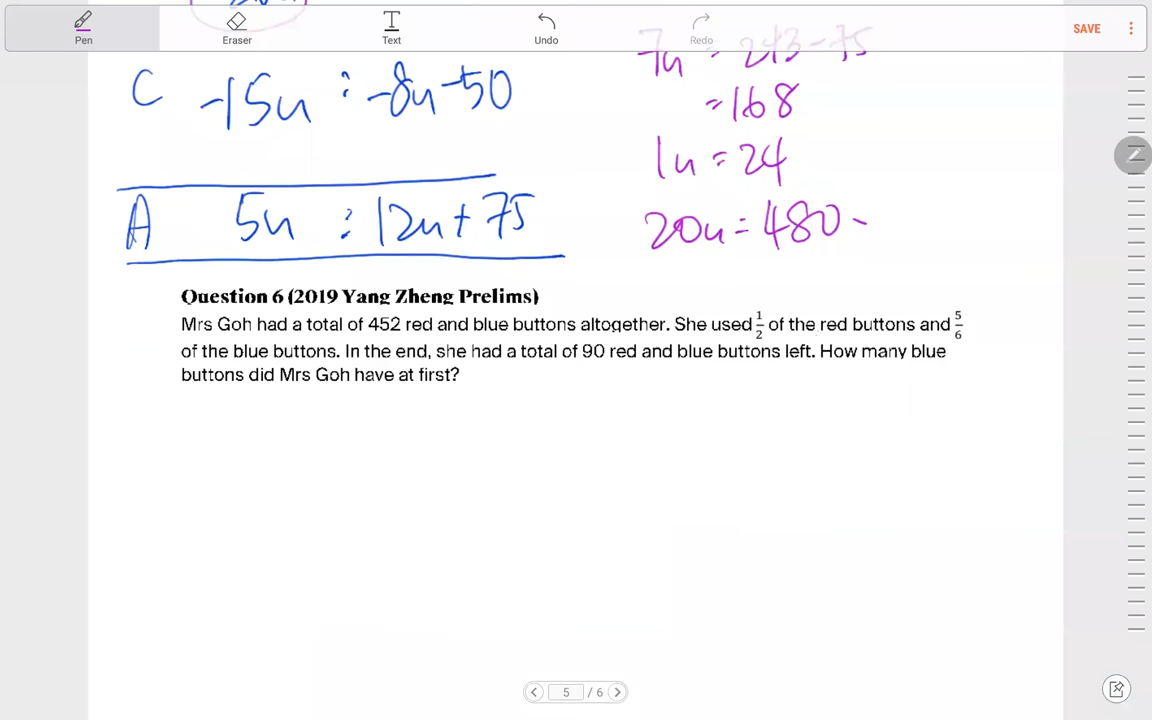 Pen
Eraser
Text
Undo
Redo
SAVE
7u = 243-75
C -15u : -8u-50
=168
1u = 24
A 5u : 12u + 75
20u = 480
Question 6 (2019 Yang Zheng Prelims)
Mrs Goh had a total of 452 red and blue buttons altogether. She used 1/2 of the red buttons and 5/6
of the blue buttons. In the end, she had a total of 90 red and blue buttons left. How many blue
buttons did Mrs Goh have at first?
5 / 6